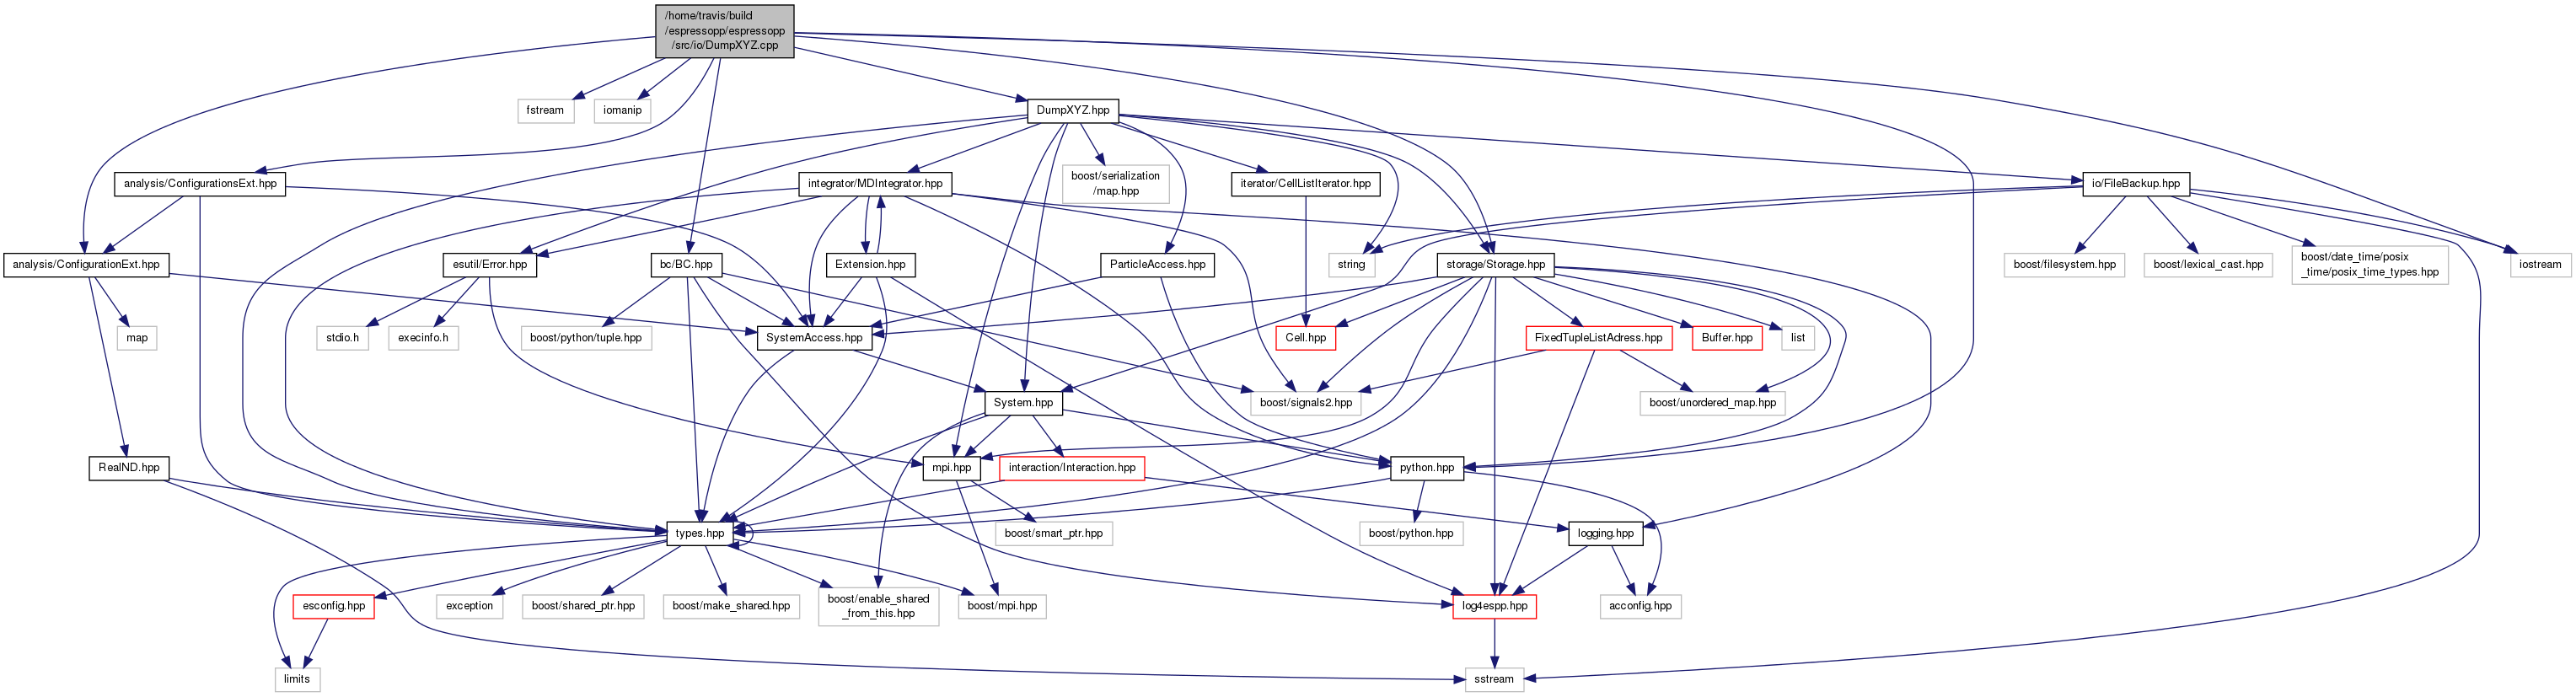 /home/travis/build
/espressopp/espressopp
/src/io/DumpXYZ.cpp
fstream
iomanip
DumpXYZ.hpp
analysis/ConfigurationsExt.hpp
integrator/MDIntegrator.hpp
boost/serialization
/map.hpp
iterator/CellListIterator.hpp
io/FileBackup.hpp
analysis/ConfigurationExt.hpp
esutil/Error.hpp
bc/BC.hpp
Extension.hpp
ParticleAccess.hpp
string
storage/Storage.hpp
boost/filesystem.hpp
boost/lexical_cast.hpp
boost/date_time/posix
_time/posix_time_types.hpp
iostream
map
stdio.h
execinfo.h
boost/python/tuple.hpp
SystemAccess.hpp
Cell.hpp
FixedTupleListAdress.hpp
Buffer.hpp
list
System.hpp
boost/signals2.hpp
boost/unordered_map.hpp
RealND.hpp
mpi.hpp
interaction/Interaction.hpp
python.hpp
types.hpp
boost/smart_ptr.hpp
boost/python.hpp
logging.hpp
esconfig.hpp
exception
boost/shared_ptr.hpp
boost/make_shared.hpp
boost/enable_shared
_from_this.hpp
boost/mpi.hpp
log4espp.hpp
acconfig.hpp
limits
sstream